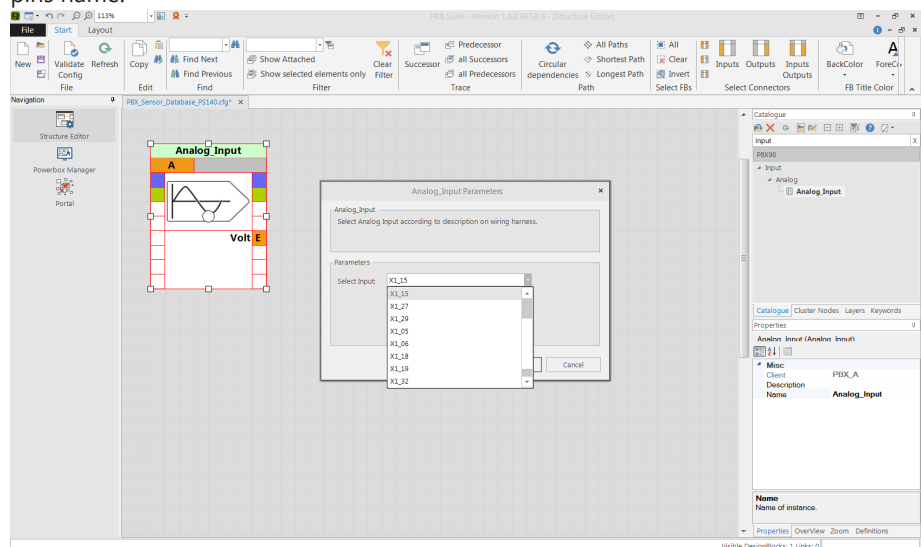 pins name.
113%
PBX Suite - Version 1.4.0 BETA 8 - [Structure Editor]
File Start Layout
New
Validate Config
Refresh
File
Copy
Edit
Find Next
Find Previous
Find
Show Attached
Show selected elements only
Clear Filter
Filter
Successor
Predecessor
all Successors
all Predecessors
Trace
Circular dependencies
All Paths
Shortest Path
Longest Path
Path
All
Clear
Invert
Select FBs
Inputs
Outputs
Inputs Outputs
Select Connectors
BackColor
ForeC
FB Title Color
Navigation
Structure Editor
Powerbox Manager
Portal
PBX_Sensor_Database_PS140.cfg*
Analog_Input
A
Volt E
Analog_Input Parameters
Analog_Input
Select Analog Input according to description on wiring harness.
Parameters
Select Input: X1_15
X1_15
X1_27
X1_29
X1_05
X1_06
X1_18
X1_19
X1_32
Cancel
Catalogue
Input
PBX90
Input
Analog
Analog_Input
Catalogue Cluster Nodes Layers Keywords
Properties
Analog_Input (Analog_Input)
Misc
Client PBX_A
Description
Name Analog_Input
Name
Name of instance.
Properties OverView Zoom Definitions
Visible DesignBlocks: 1 Links: 0